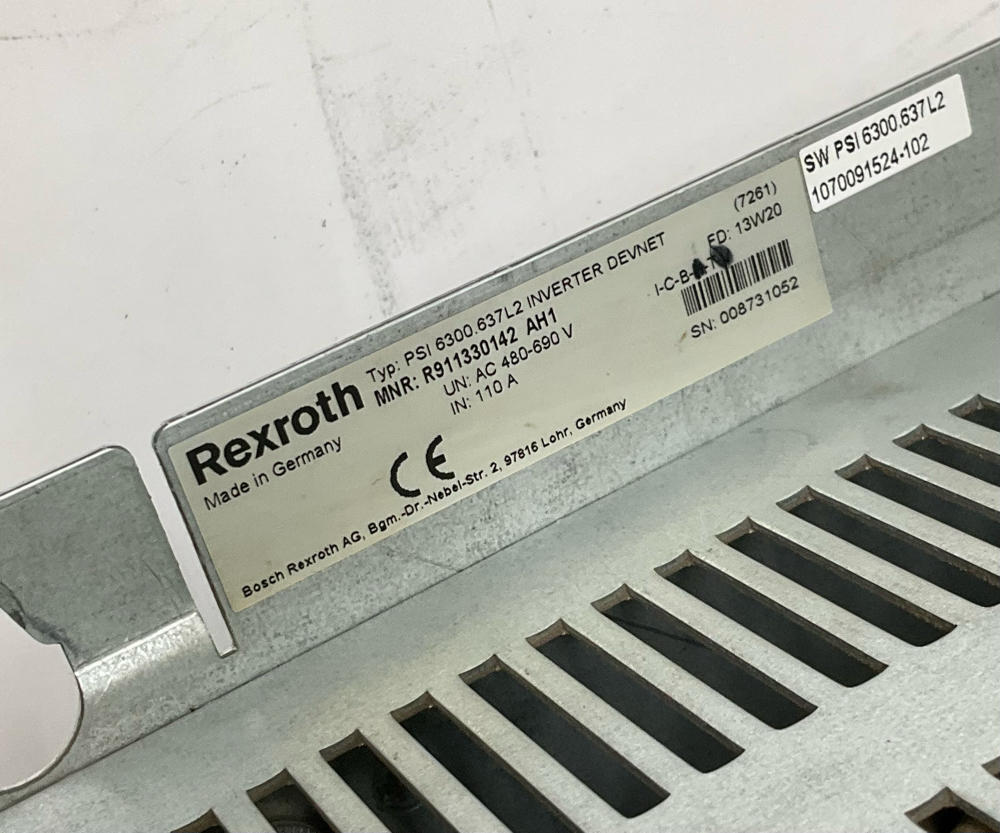 SW PSI 6300.637L2
1070091524-102
Rexroth
Made in Germany
Typ: PSI 6300.637L2 INVERTER DEVNET
MNR: R911330142 AH1
UN: AC 480-690 V
IN: 110 A
(7261)
FD: 13W20
I-C-B-
SN: 008731052
CE
Bosch Rexroth AG, Bgm.-Dr.-Nebel-Str. 2, 97816 Lohr, Germany